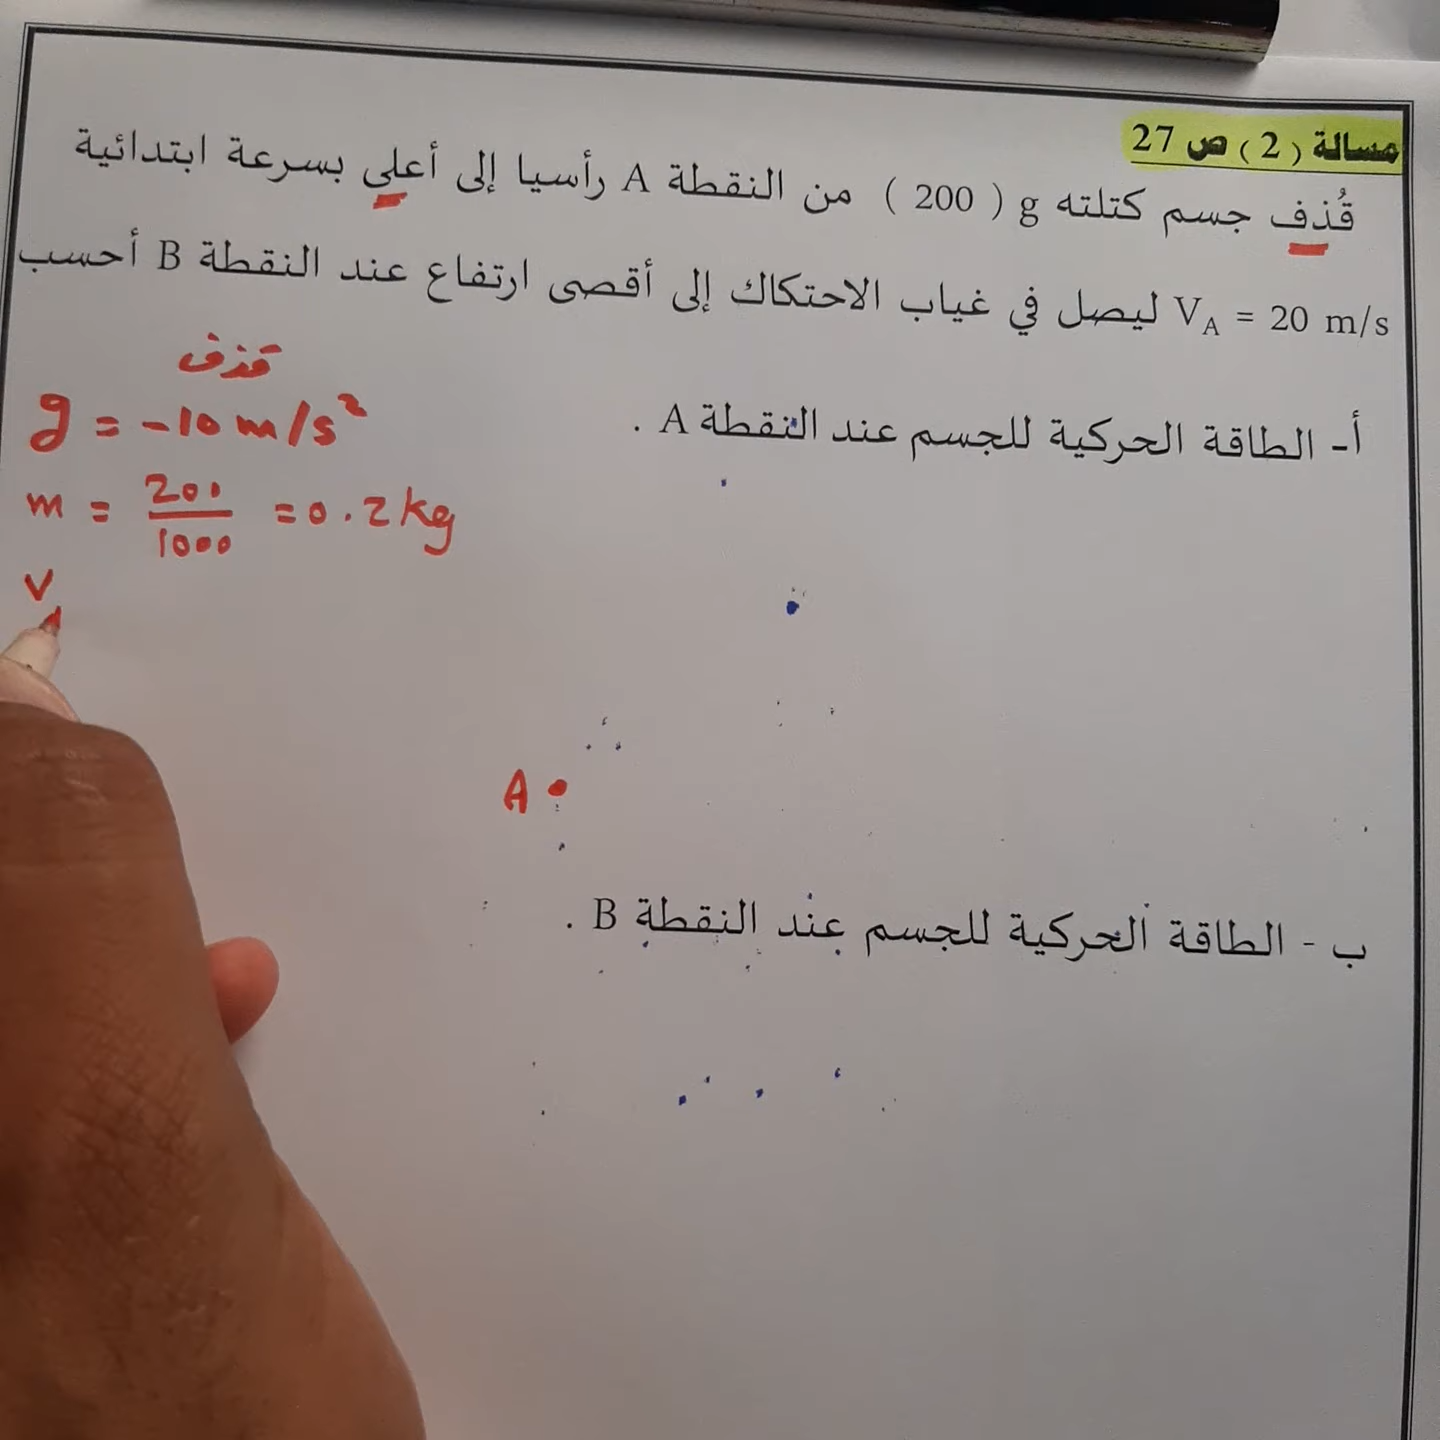 مسالة ( 2 ) ص 27
قُذف جسم كتلته g ( 200 ) من النقطة A رأسيا إلى أعلي بسرعة ابتدائية
VA = 20 m/s ليصل في غياب الاحتكاك إلى أقصى ارتفاع عند النقطة B أحسب
قذف
g = -10 m/s²
أ- الطاقة الحركية للجسم عند النقطة A .
m = 200/1000 = 0.2 kg
V
A
ب - الطاقة الحركية للجسم عند النقطة B .